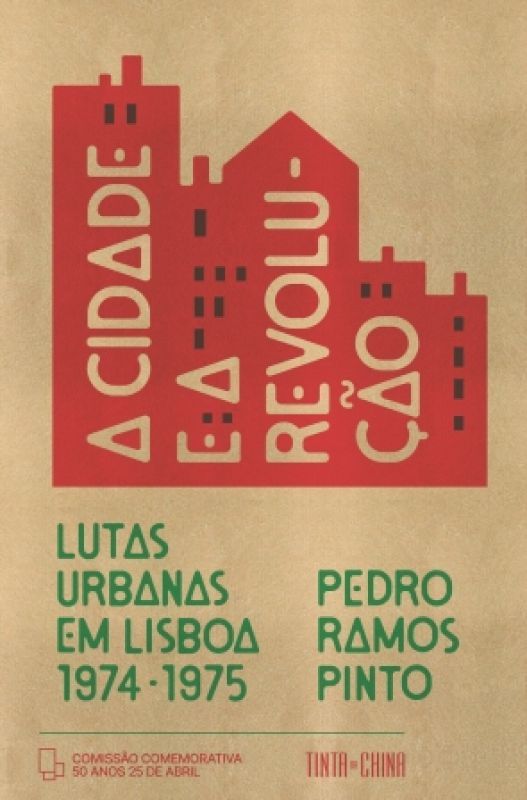 A CIDADE
E A
REVOLU-
ÇÃO
LUTAS
URBANAS
EM LISBOA
1974·1975
PEDRO
RAMOS
PINTO
COMISSÃO COMEMORATIVA
50 ANOS 25 DE ABRIL
TINTA DA CHINA